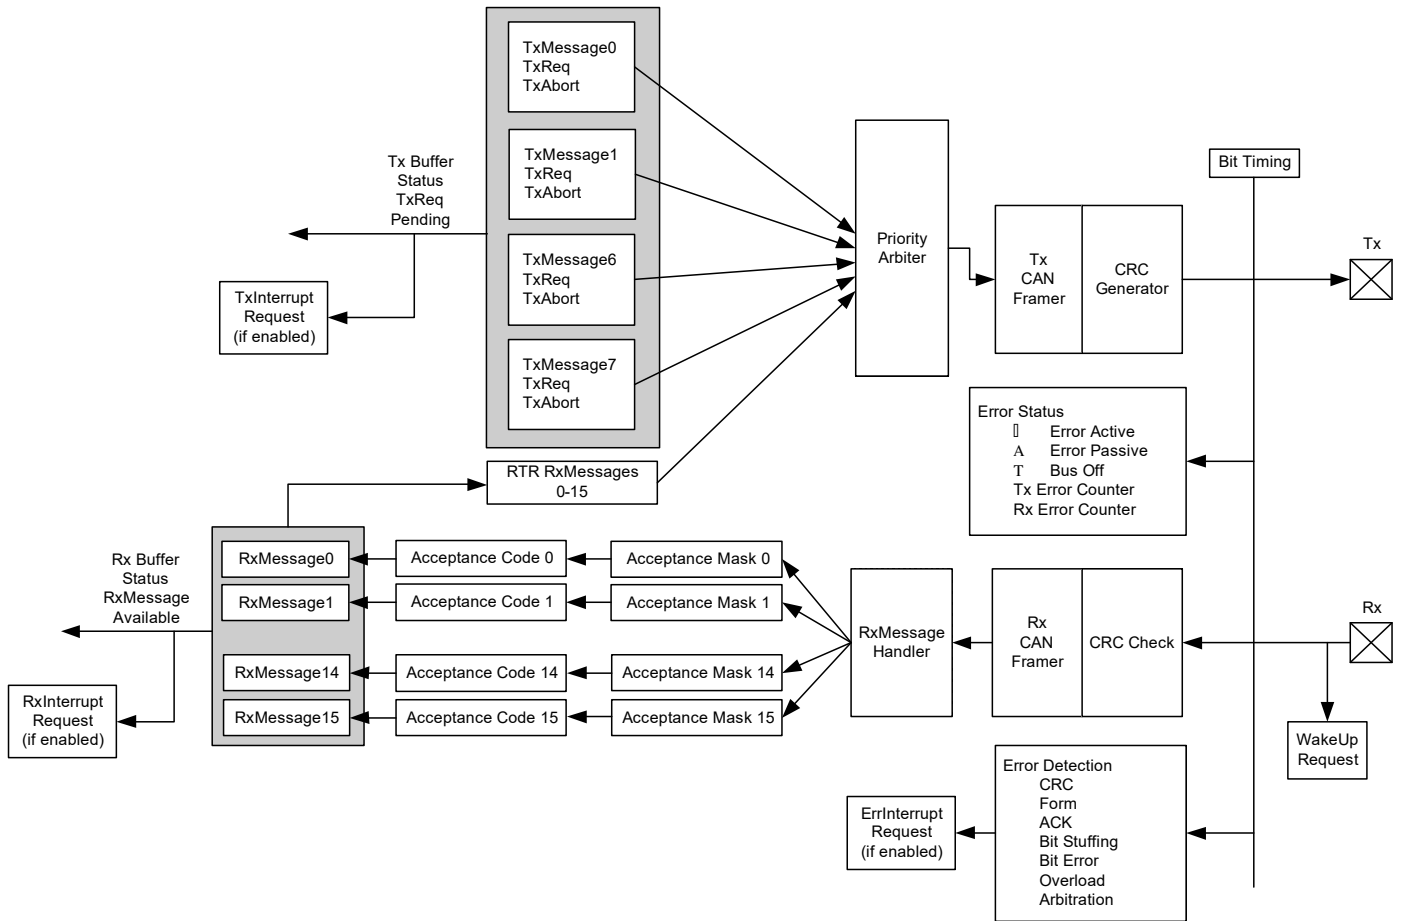 TxMessage0
TxReq
TxAbort
TxMessage1
TxReq
TxAbort
TxMessage6
TxReq
TxAbort
TxMessage7
TxReq
TxAbort
Tx Buffer
Status
TxReq
Pending
TxInterrupt
Request
(if enabled)
Priority
Arbiter
Tx
CAN
Framer
CRC
Generator
Bit Timing
Tx
Error Status
Error Active
A Error Passive
T Bus Off
Tx Error Counter
Rx Error Counter
RTR RxMessages
0-15
Rx Buffer
Status
RxMessage
Available
RxInterrupt
Request
(if enabled)
RxMessage0
Acceptance Code 0
Acceptance Mask 0
RxMessage1
Acceptance Code 1
Acceptance Mask 1
RxMessage14
Acceptance Code 14
Acceptance Mask 14
RxMessage15
Acceptance Code 15
Acceptance Mask 15
RxMessage
Handler
Rx
CAN
Framer
CRC Check
Rx
WakeUp
Request
ErrInterrupt
Request
(if enabled)
Error Detection
CRC
Form
ACK
Bit Stuffing
Bit Error
Overload
Arbitration